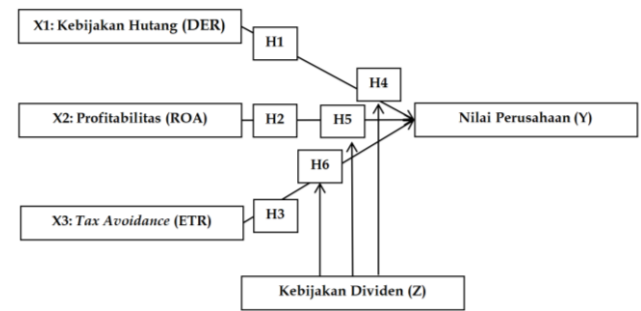 X1: Kebijakan Hutang (DER)
H1
H4
X2: Profitabilitas (ROA)
H2
H5
Nilai Perusahaan (Y)
H6
X3: Tax Avoidance (ETR)
H3
Kebijakan Dividen (Z)